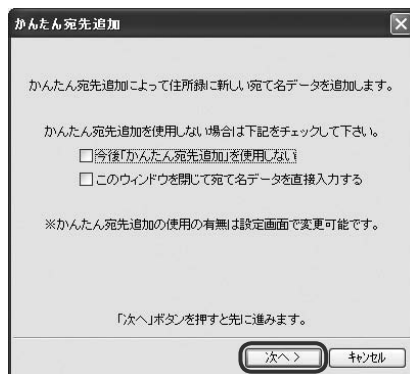 かんたん宛先追加
かんたん宛先追加によって住所録に新しい宛て名データを追加します。
かんたん宛先追加を使用しない場合は下記をチェックして下さい。
今後「かんたん宛先追加」を使用しない
このウィンドウを閉じて宛て名データを直接入力する
※かんたん宛先追加の使用の有無は設定画面で変更可能です。
「次へ」ボタンを押すと先に進みます。
次へ >
キャンセル